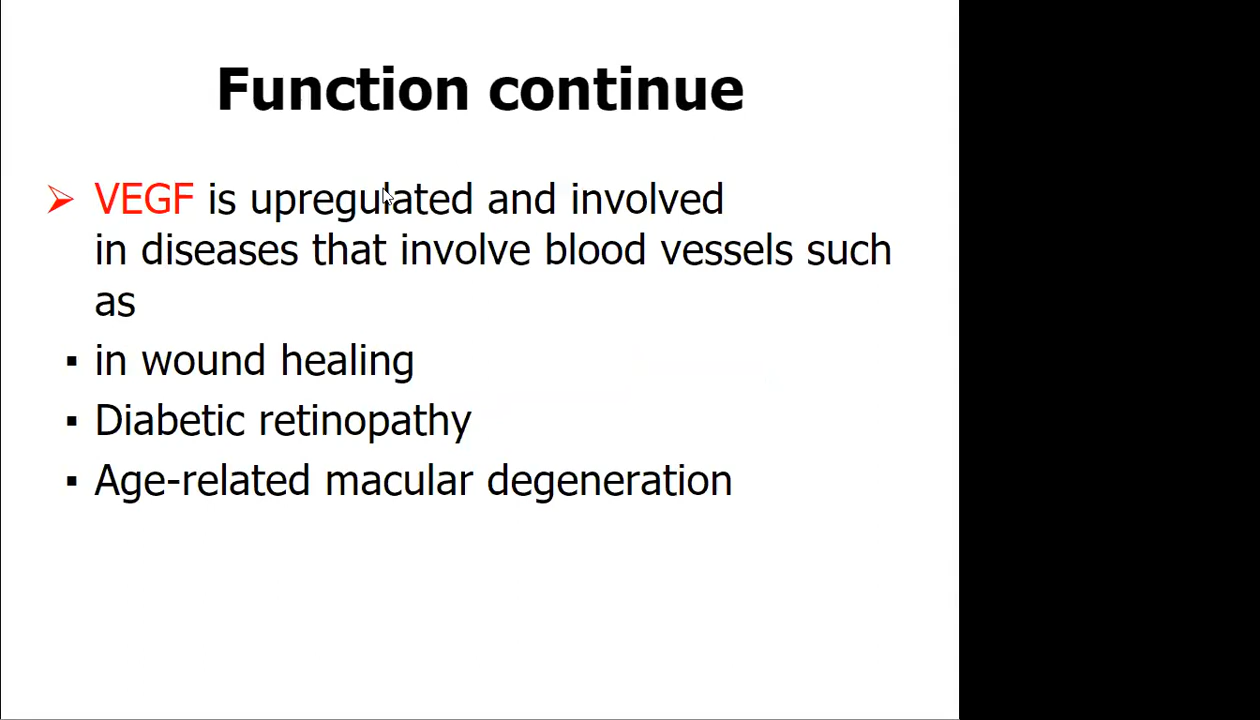 Function continue
VEGF is upregulated and involved
in diseases that involve blood vessels such
as
▪ in wound healing
▪ Diabetic retinopathy
▪ Age-related macular degeneration